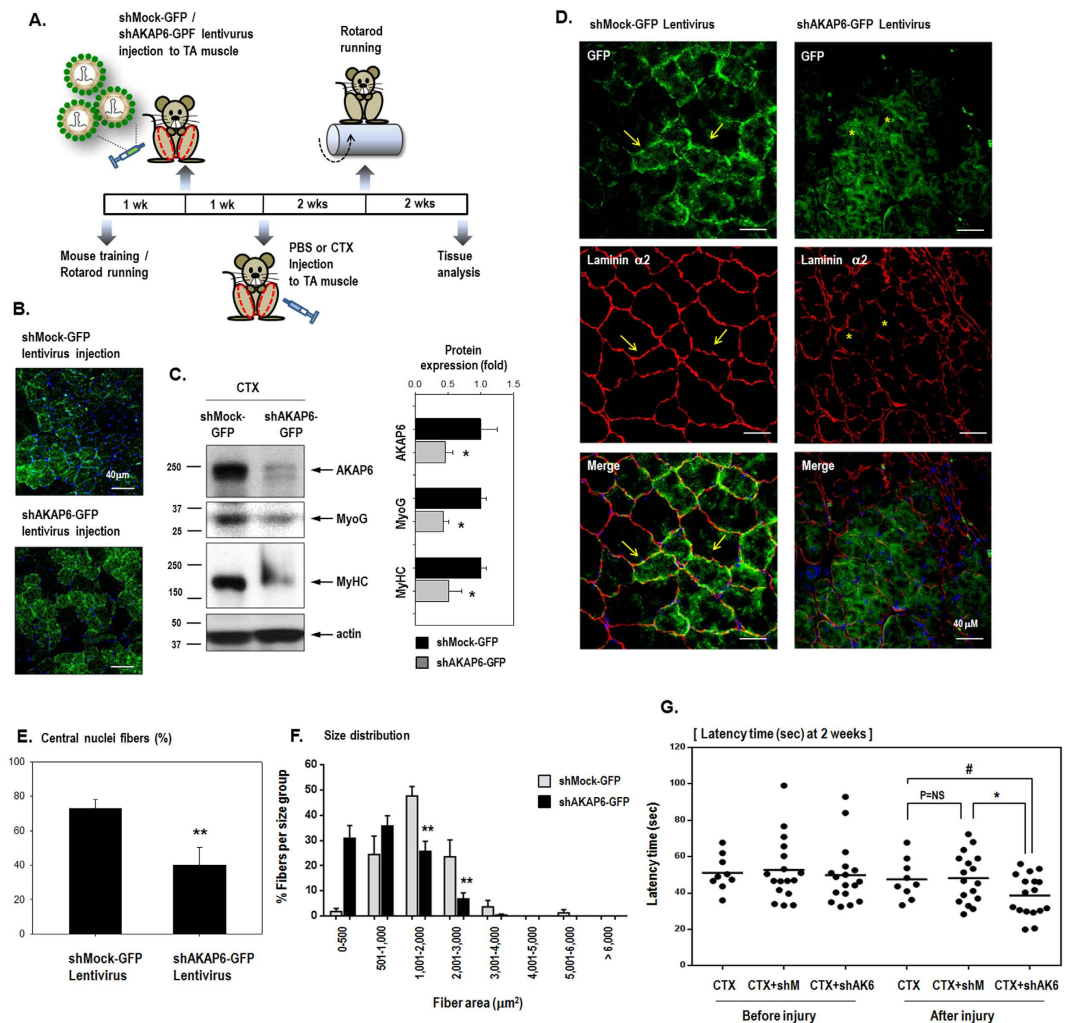 A.
shMock-GFP /
shAKAP6-GPF lentivurus
injection to TA muscle
Rotarod
running
1 wk
1 wk
2 wks
2 wks
Mouse training /
Rotarod running
PBS or CTX
Injection
to TA muscle
Tissue
analysis
B.
shMock-GFP
lentivirus injection
40μm
shAKAP6-GFP
lentivirus injection
C.
CTX
shMock-
GFP
shAKAP6-
GFP
250
AKAP6
37
25
MyoG
250
150
MyHC
50
37
actin
Protein
expression (fold)
0.0 0.5 1.0 1.5
AKAP6
*
MyoG
*
MyHC
*
shMock-GFP
shAKAP6-GFP
D.
shMock-GFP Lentivirus
shAKAP6-GFP Lentivirus
GFP
GFP
* *
Laminin α2
Laminin α2
* *
Merge
Merge
40 μM
E.
Central nuclei fibers (%)
100
80
60
40
20
0
**
shMock-GFP
Lentivirus
shAKAP6-GFP
Lentivirus
F.
Size distribution
% Fibers per size group
60
50
40
30
20
10
0
**
**
shMock-GFP
shAKAP6-GFP
0-500
501-1,000
1,001-2,000
2,001-3,000
3,001-4,000
4,001-5,000
5,001-6,000
> 6,000
Fiber area (μm²)
G.
[ Latency time (sec) at 2 weeks ]
Latency time (sec)
120
100
80
60
40
20
0
#
P=NS
*
CTX CTX+shM CTX+shAK6 CTX CTX+shM CTX+shAK6
Before injury
After injury